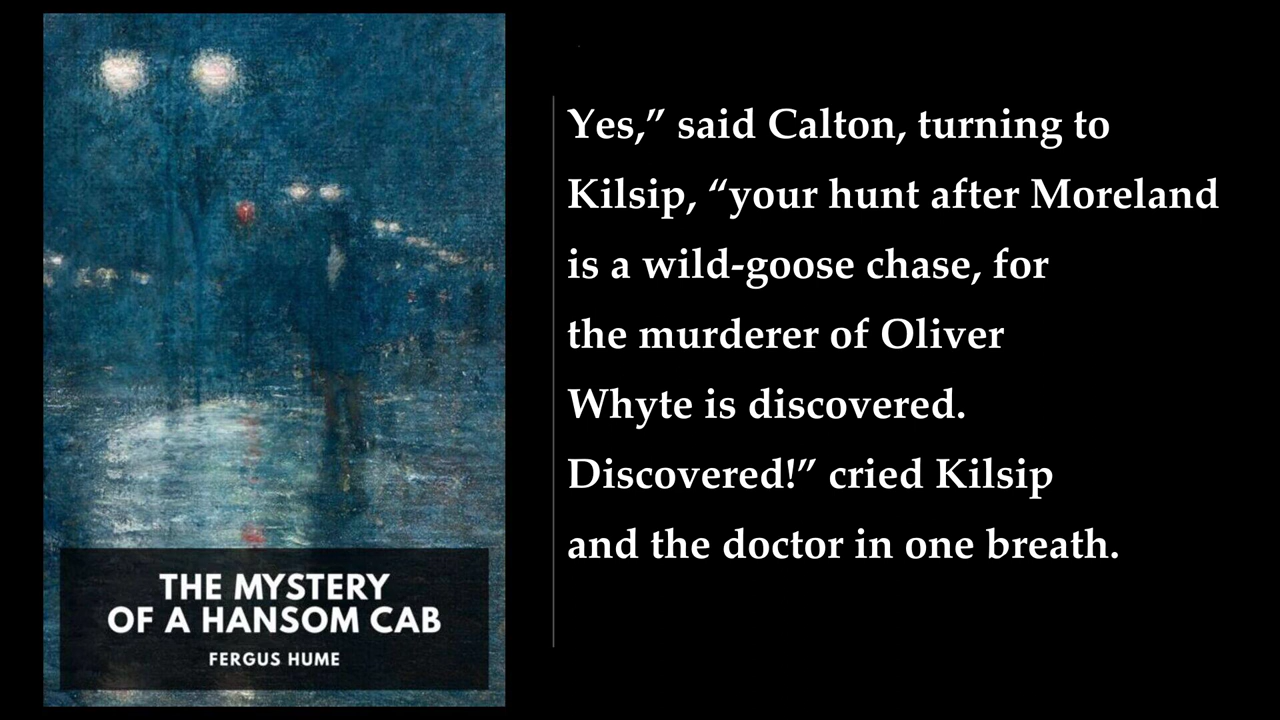 Yes,” said Calton, turning to
Kilsip, “your hunt after Moreland
is a wild-goose chase, for
the murderer of Oliver
Whyte is discovered.
Discovered!” cried Kilsip
and the doctor in one breath.
THE MYSTERY
OF A HANSOM CAB
FERGUS HUME